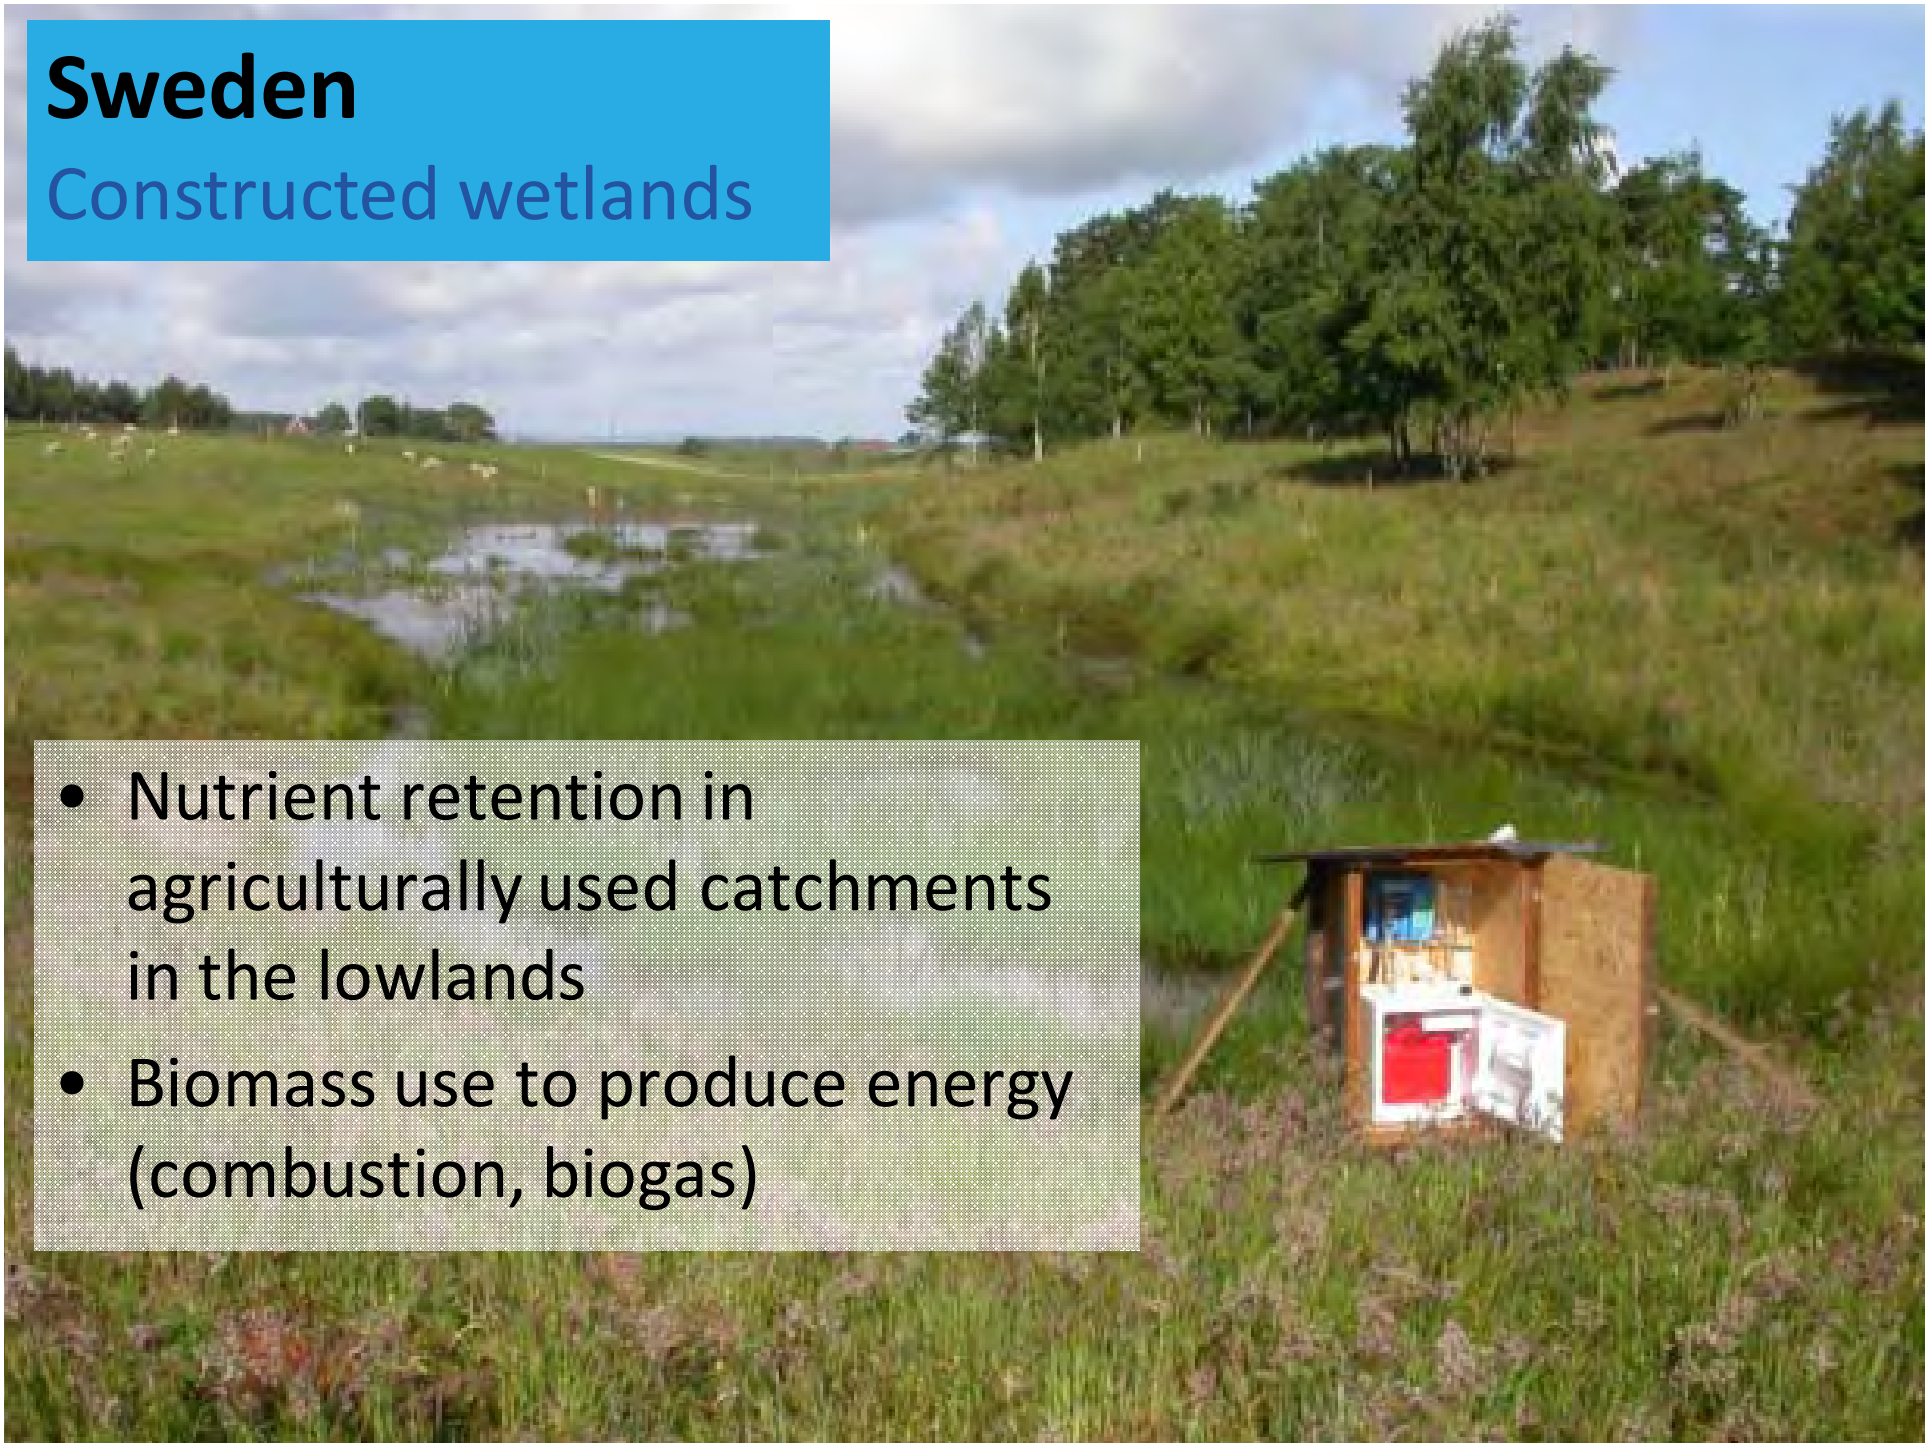 Sweden
Constructed wetlands
• Nutrient retention in
agriculturally used catchments
in the lowlands
• Biomass use to produce energy
(combustion, biogas)